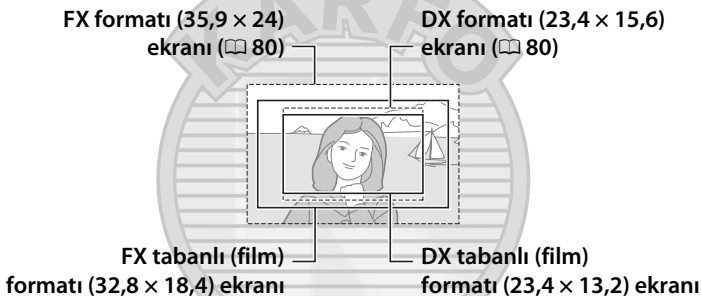 FX formatı (35,9 × 24)
ekranı (🕮 80)
DX formatı (23,4 × 15,6)
ekranı (🕮 80)
KARFO
FX tabanlı (film)
formatı (32,8 × 18,4) ekranı
DX tabanlı (film)
formatı (23,4 × 13,2) ekranı